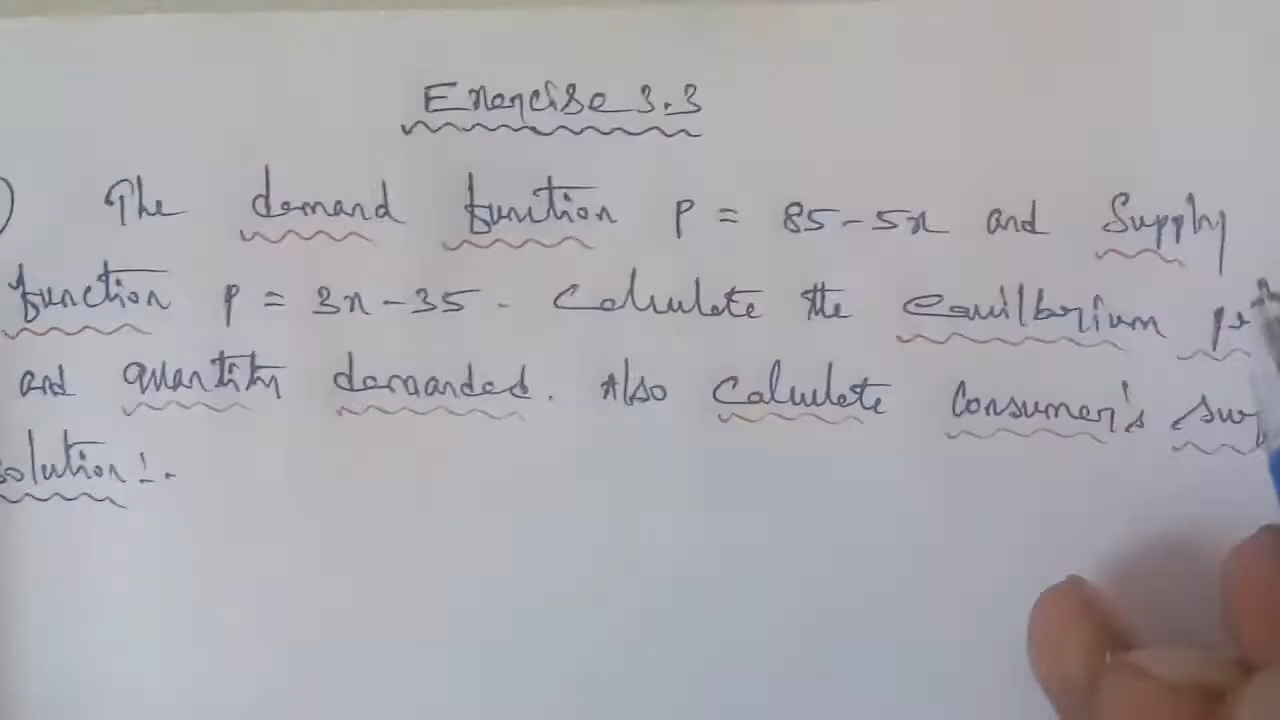 Exercise 3.3
) The demand function p = 85-5x and Supply
function p = 3x-35. Calculate the equilbrium
and quantity demanded. Also Calculate Consumer's
solution:-